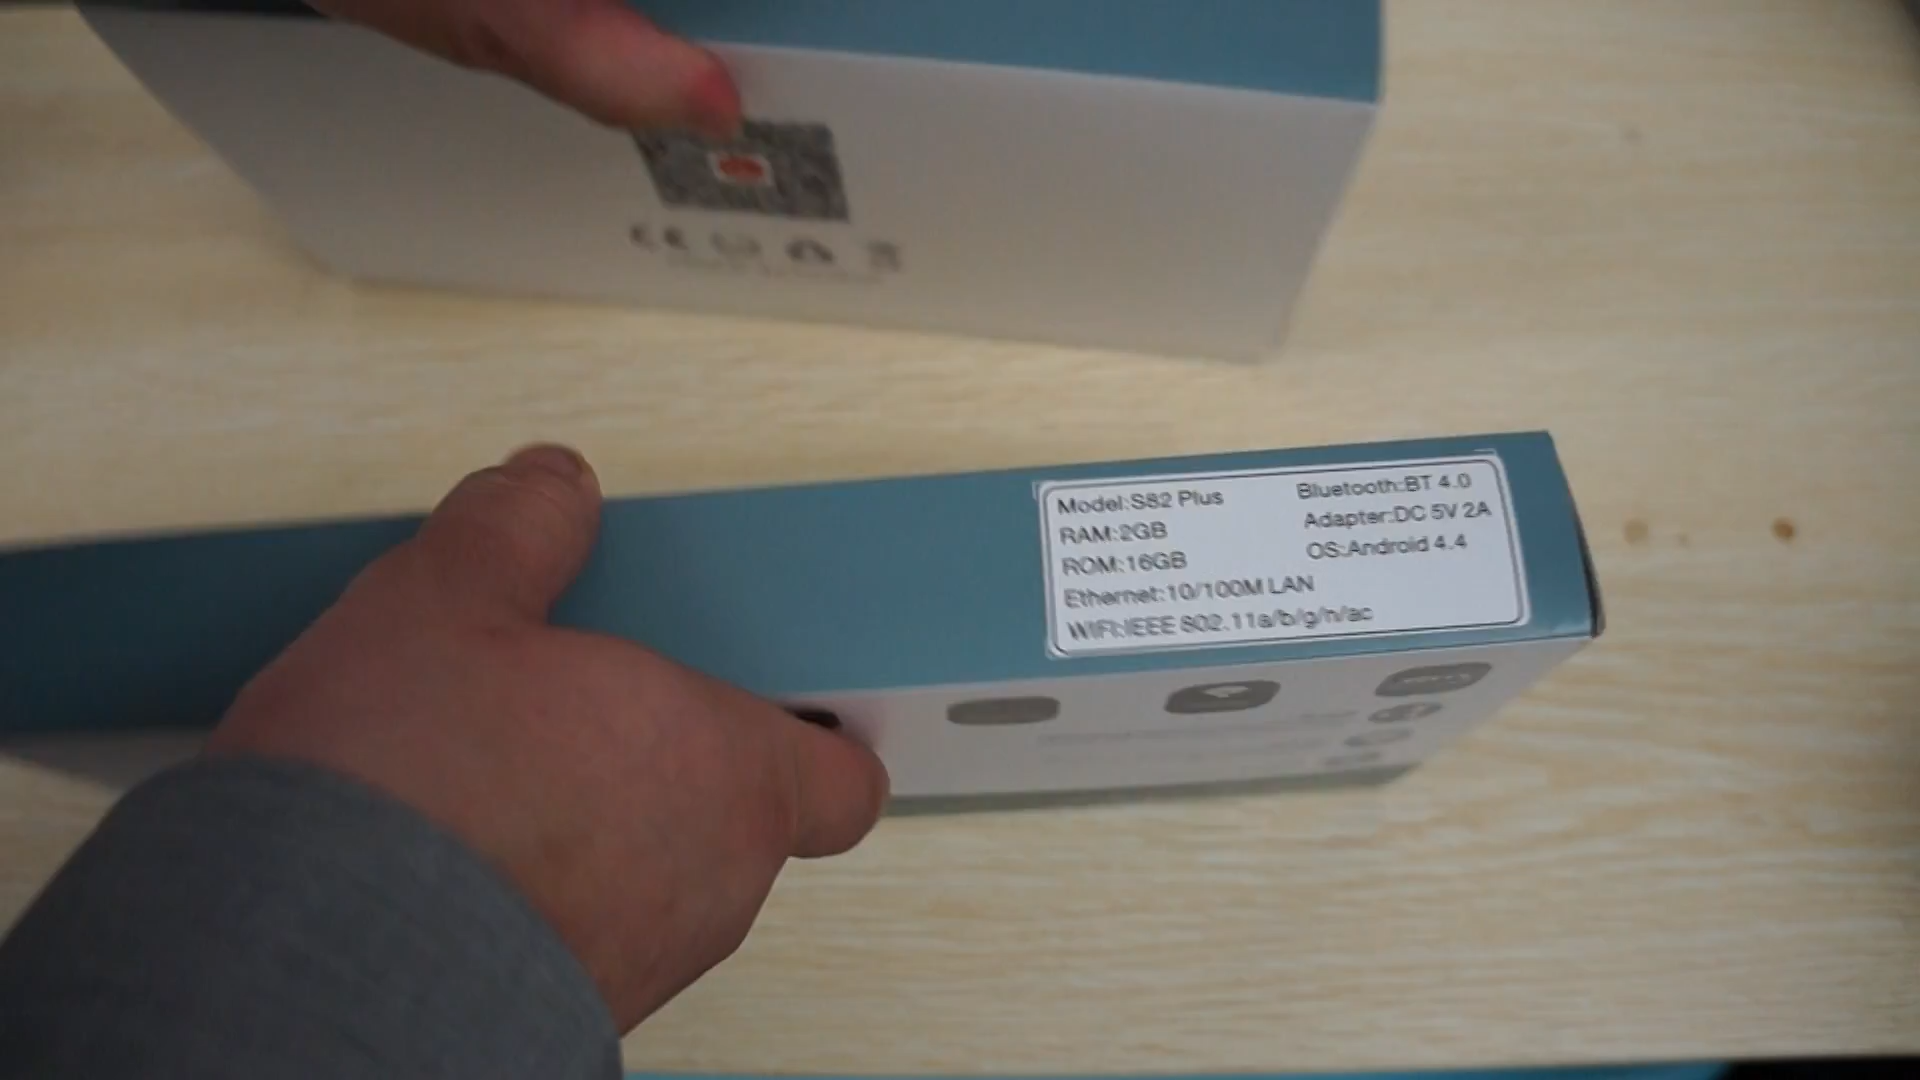 CE
Model:S82 Plus
Bluetooth:BT 4.0
RAM:2GB
Adapter:DC 5V 2A
ROM:16GB
OS:Android 4.4
Ethernet:10/100M LAN
WIFI:IEEE 802.11a/b/g/n/ac